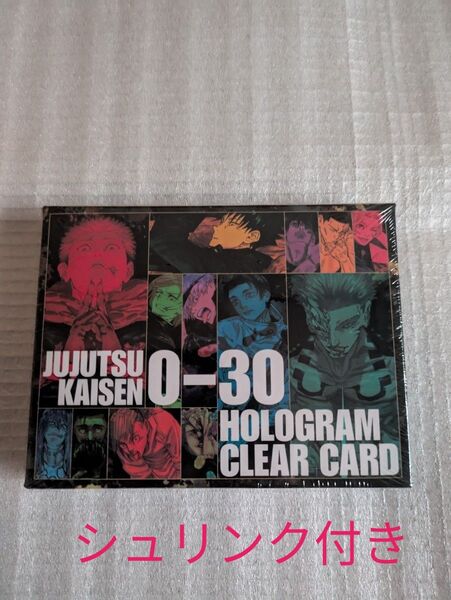 JUJUTSU
KAISEN 0-30
HOLOGRAM
CLEAR CARD
シュリンク付き